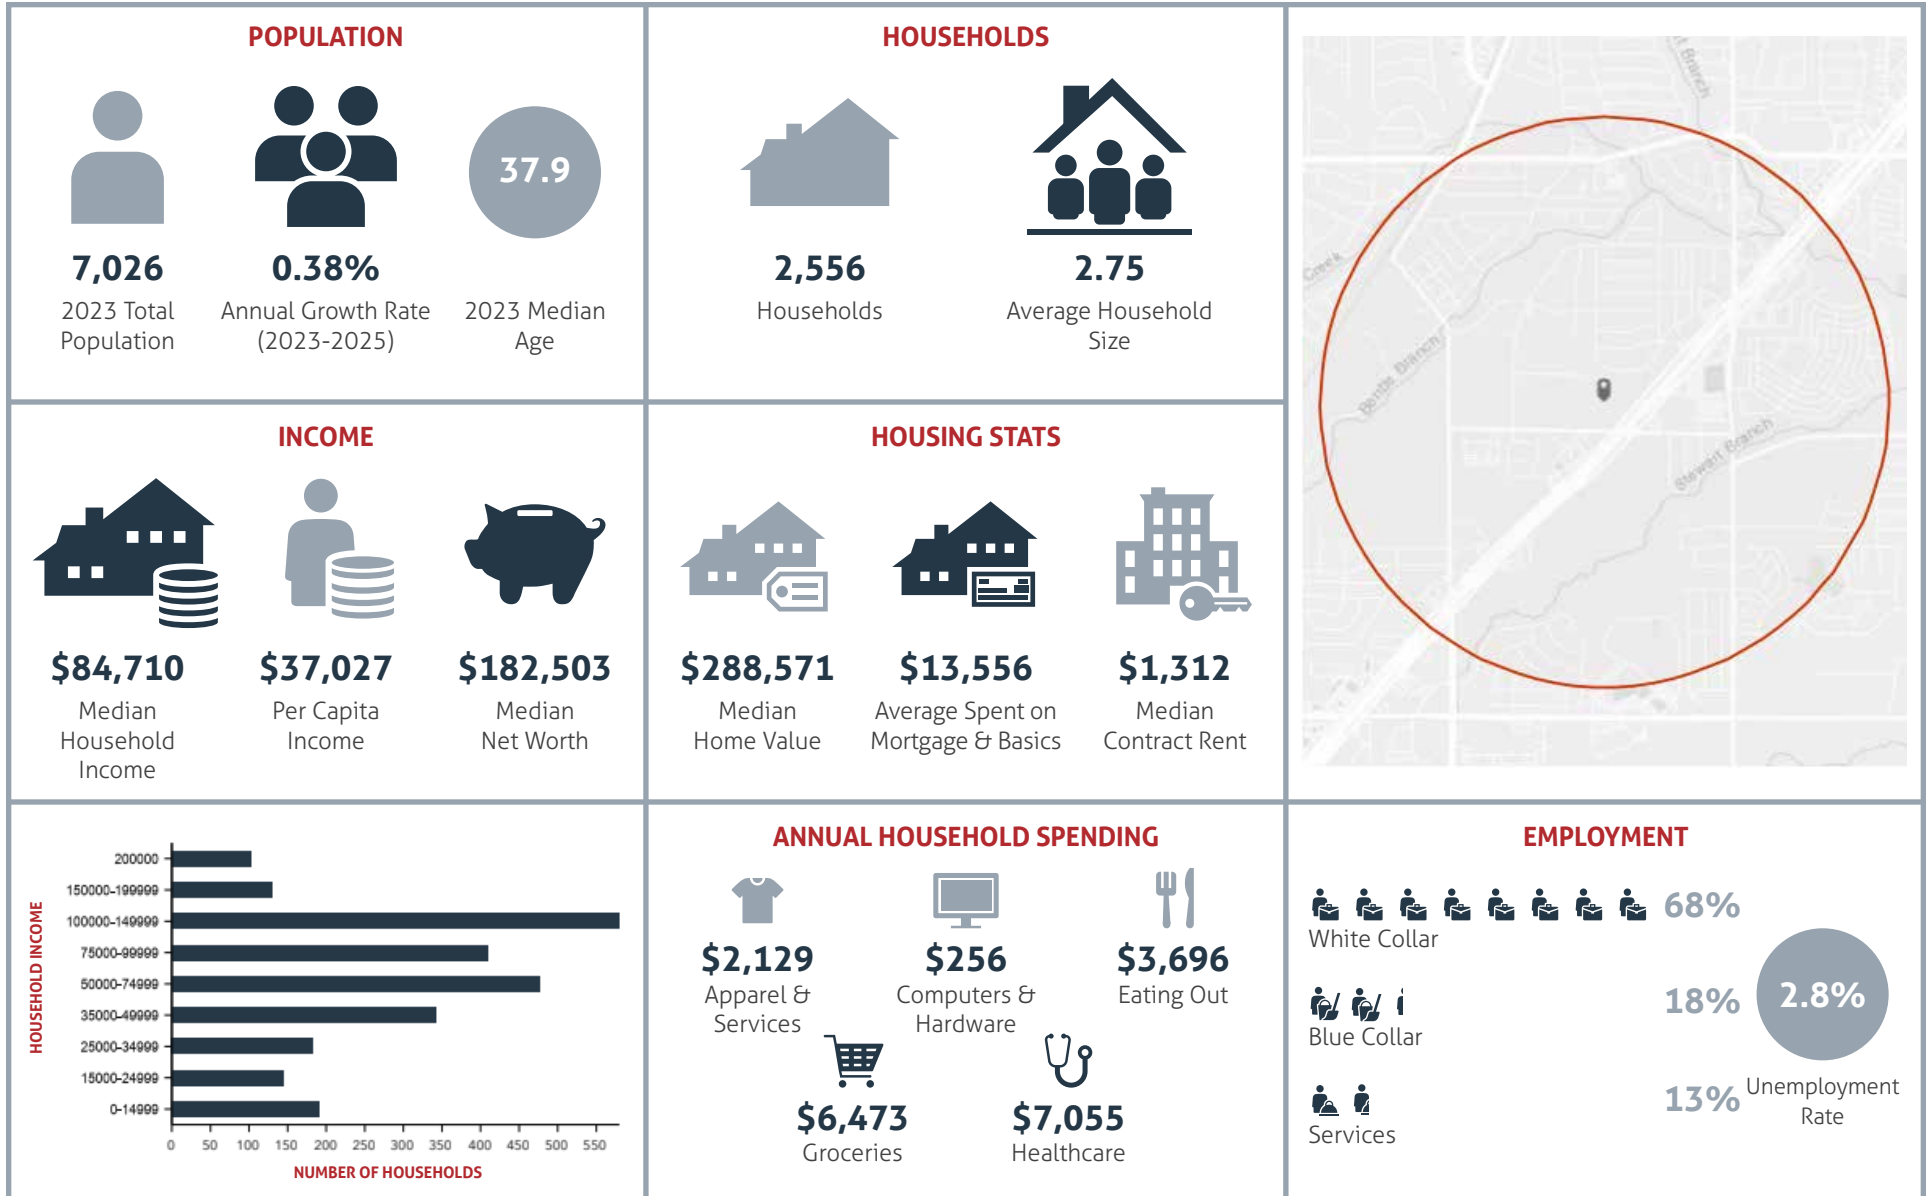 POPULATION
37.9
7,026
2023 Total
Population
0.38%
Annual Growth Rate
(2023-2025)
2023 Median
Age
HOUSEHOLDS
2,556
Households
2.75
Average Household
Size
Branch
Creek
Branch
Stewart Branch
INCOME
$84,710
Median
Household
Income
$37,027
Per Capita
Income
$182,503
Median
Net Worth
HOUSING STATS
$288,571
Median
Home Value
$13,556
Average Spent on
Mortgage & Basics
$1,312
Median
Contract Rent
HOUSEHOLD INCOME
200000
150000-199999
100000-149999
75000-99999
50000-74999
35000-49999
25000-34999
15000-24999
0-14999
0 50 100 150 200 250 300 350 400 450 500 550
NUMBER OF HOUSEHOLDS
ANNUAL HOUSEHOLD SPENDING
$2,129
Apparel &
Services
$256
Computers &
Hardware
$3,696
Eating Out
$6,473
Groceries
$7,055
Healthcare
EMPLOYMENT
68%
White Collar
18%
Blue Collar
13%
Services
2.8%
Unemployment
Rate